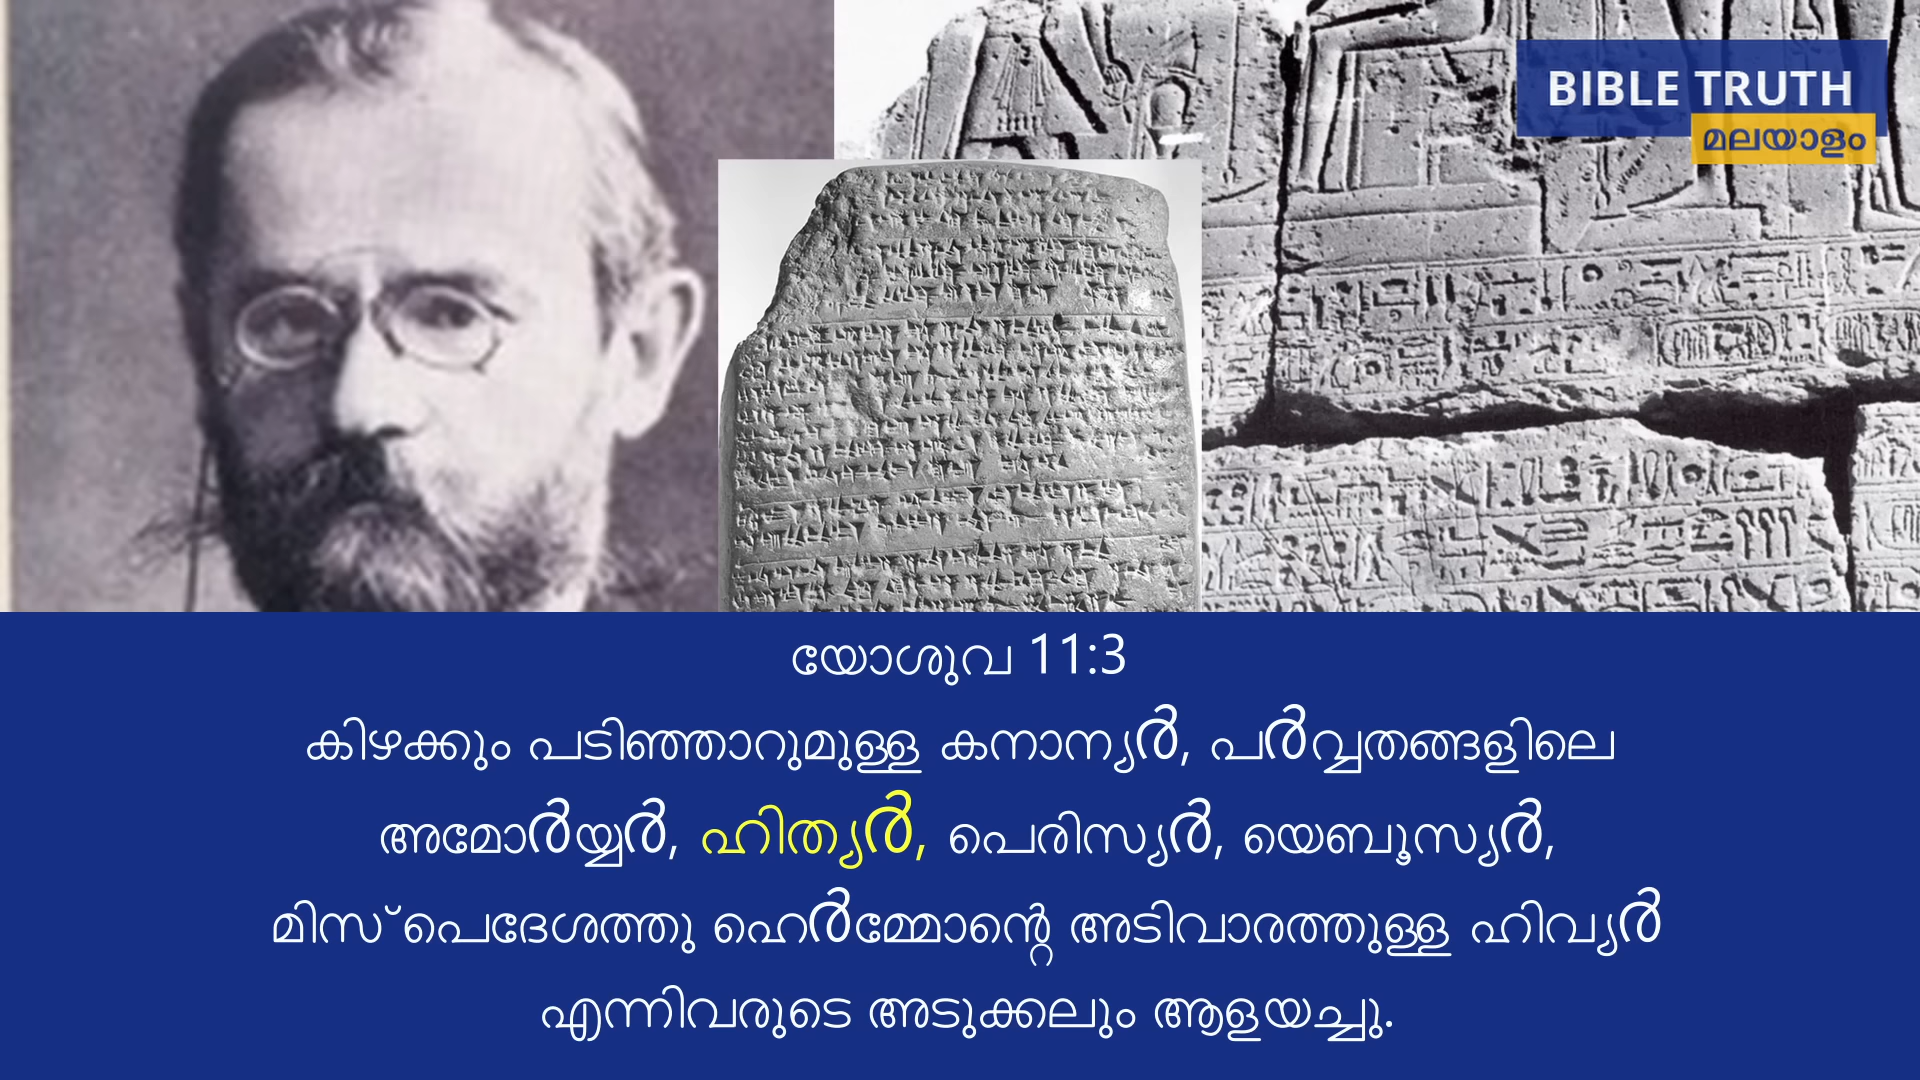 BIBLE TRUTH
മലയാളം
യോശുവ 11:3
കിഴക്കും പടിഞ്ഞാറുമുള്ള കനാന്യർ, പർവ്വതങ്ങളിലെ
അമോർയ്യർ, ഹിത്യർ, പെരിസ്യർ, യെബൂസ്യർ,
മിസ് പെദേശത്തു ഹെർമ്മോന്റെ അടിവാരത്തുള്ള ഹിവ്യർ
എന്നിവരുടെ അടുക്കലും ആളയച്ചു.